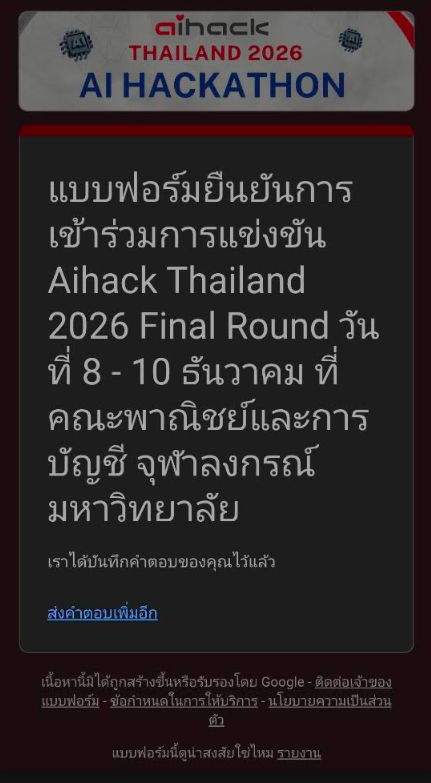 aihack
THAILAND 2026
AI HACKATHON
แบบฟอร์มยืนยันการ
เข้าร่วมการแข่งขัน
Aihack Thailand
2026 Final Round วัน
ที่ 8 - 10 ธันวาคม ที่
คณะพาณิชย์และการ
บัญชี จุฬาลงกรณ์
มหาวิทยาลัย
เราได้บันทึกคำตอบของคุณไว้แล้ว
ส่งคำตอบเพิ่มอีก
เนื้อหานี้มิได้ถูกสร้างขึ้นหรือรับรองโดย Google - ติดต่อเจ้าของ
แบบฟอร์ม - ข้อกำหนดในการให้บริการ - นโยบายความเป็นส่วน
ตัว
แบบฟอร์มนี้ดูน่าสงสัยใช่ไหม รายงาน